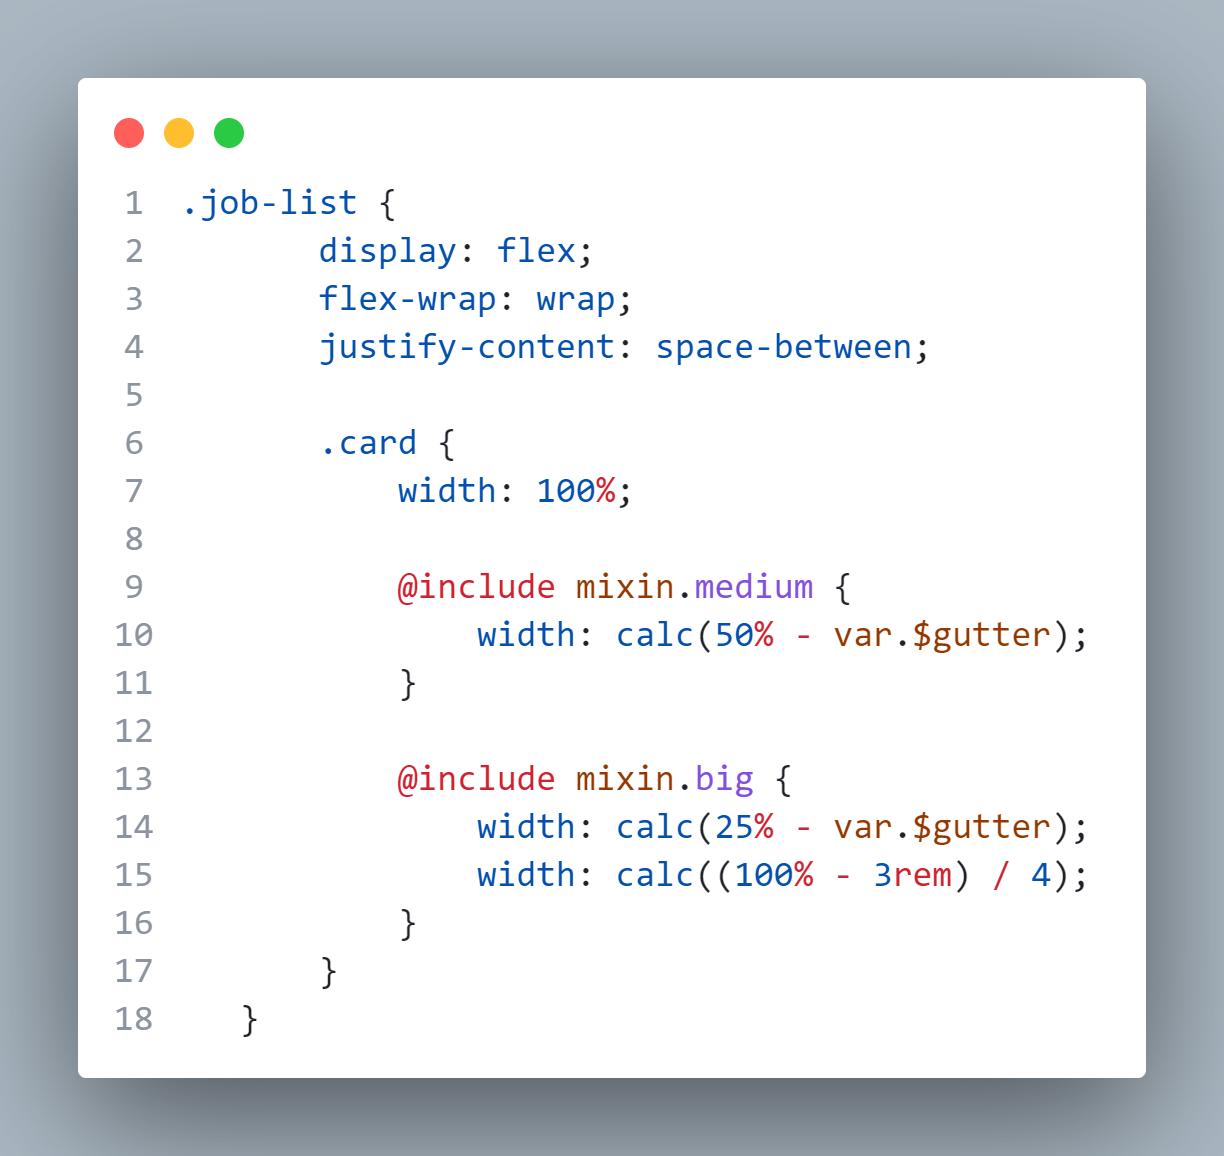 1 .job-list {
2 display: flex;
3 flex-wrap: wrap;
4 justify-content: space-between;
5
6 .card {
7 width: 100%;
8
9 @include mixin.medium {
10 width: calc(50% - var.$gutter);
11 }
12
13 @include mixin.big {
14 width: calc(25% - var.$gutter);
15 width: calc((100% - 3rem) / 4);
16 }
17 }
18 }